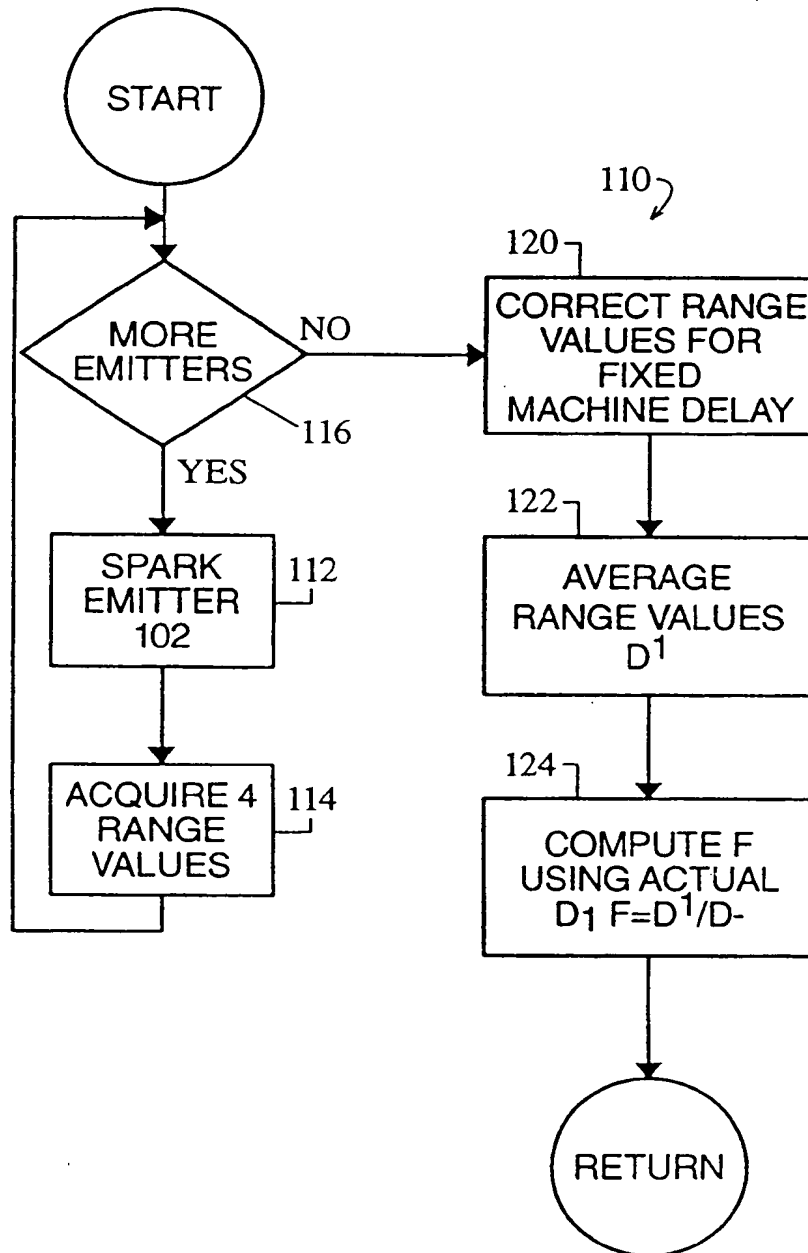 START
MORE
EMITTERS
NO
116
YES
SPARK
EMITTER
102
112
ACQUIRE 4
RANGE
VALUES
114
110
120
CORRECT RANGE
VALUES FOR
FIXED
MACHINE DELAY
122
AVERAGE
RANGE VALUES
D¹
124
COMPUTE F
USING ACTUAL
D₁ F=D¹/D-
RETURN